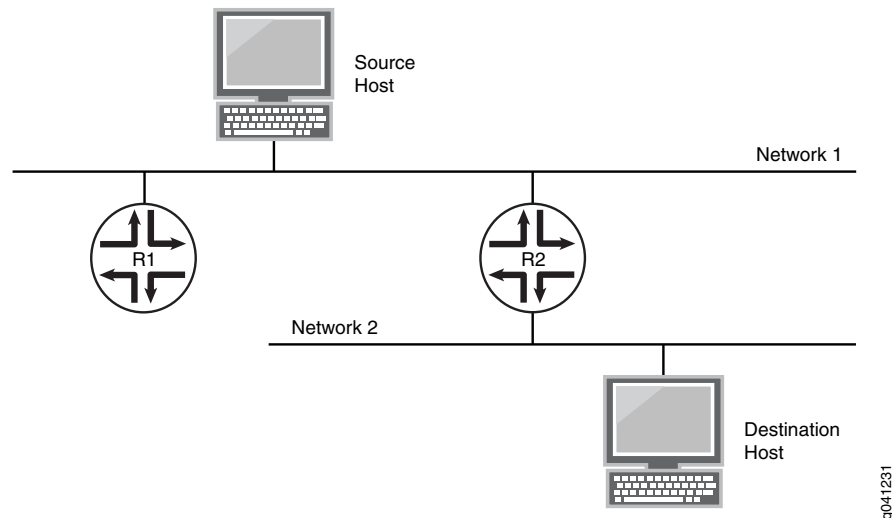 Source
Host
Network 1
R1
R2
Network 2
Destination
Host
g041231